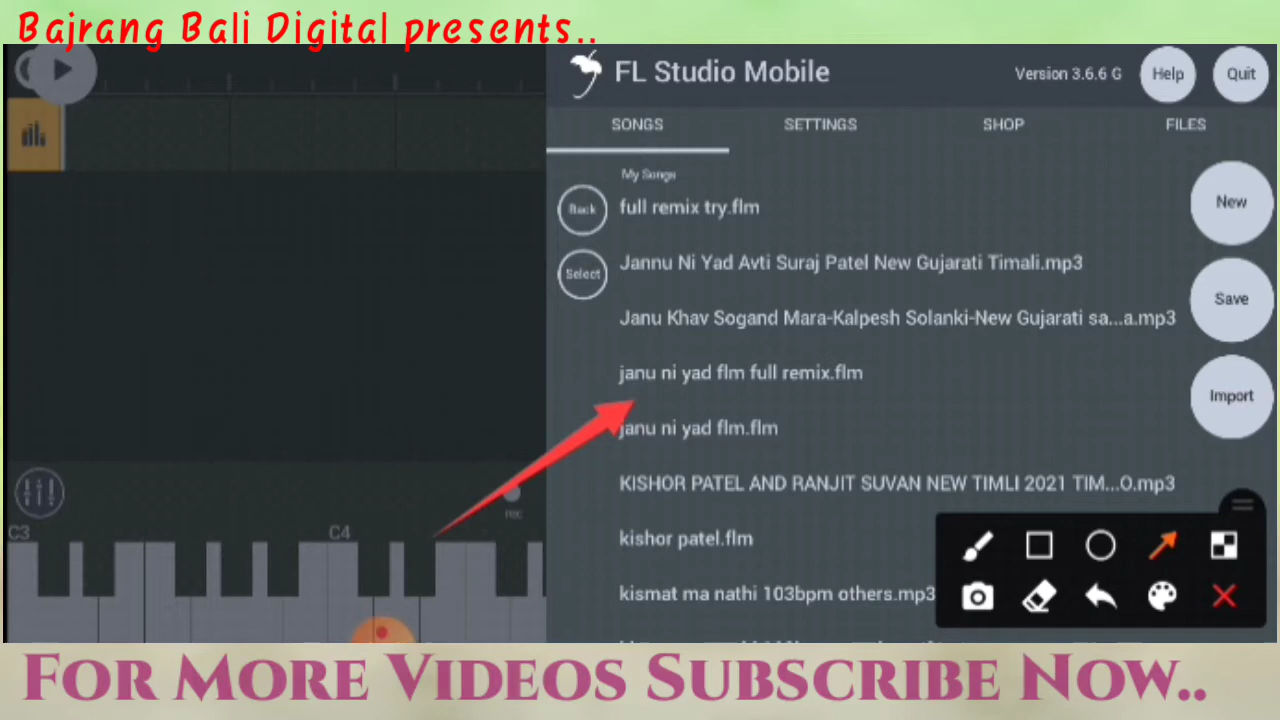 Bajrang Bali Digital presents..
FL Studio Mobile
Version 3.6.6 G
Help
Quit
SONGS
SETTINGS
SHOP
FILES
My Songs
Back
full remix try.flm
New
Select
Jannu Ni Yad Avti Suraj Patel New Gujarati Timali.mp3
Save
Janu Khav Sogand Mara-Kalpesh Solanki-New Gujarati sa...a.mp3
janu ni yad flm full remix.flm
Import
janu ni yad flm.flm
KISHOR PATEL AND RANJIT SUVAN NEW TIMLI 2021 TIM...O.mp3
REC
C3
C4
kishor patel.flm
kismat ma nathi 103bpm others.mp3
For More Videos Subscribe Now..